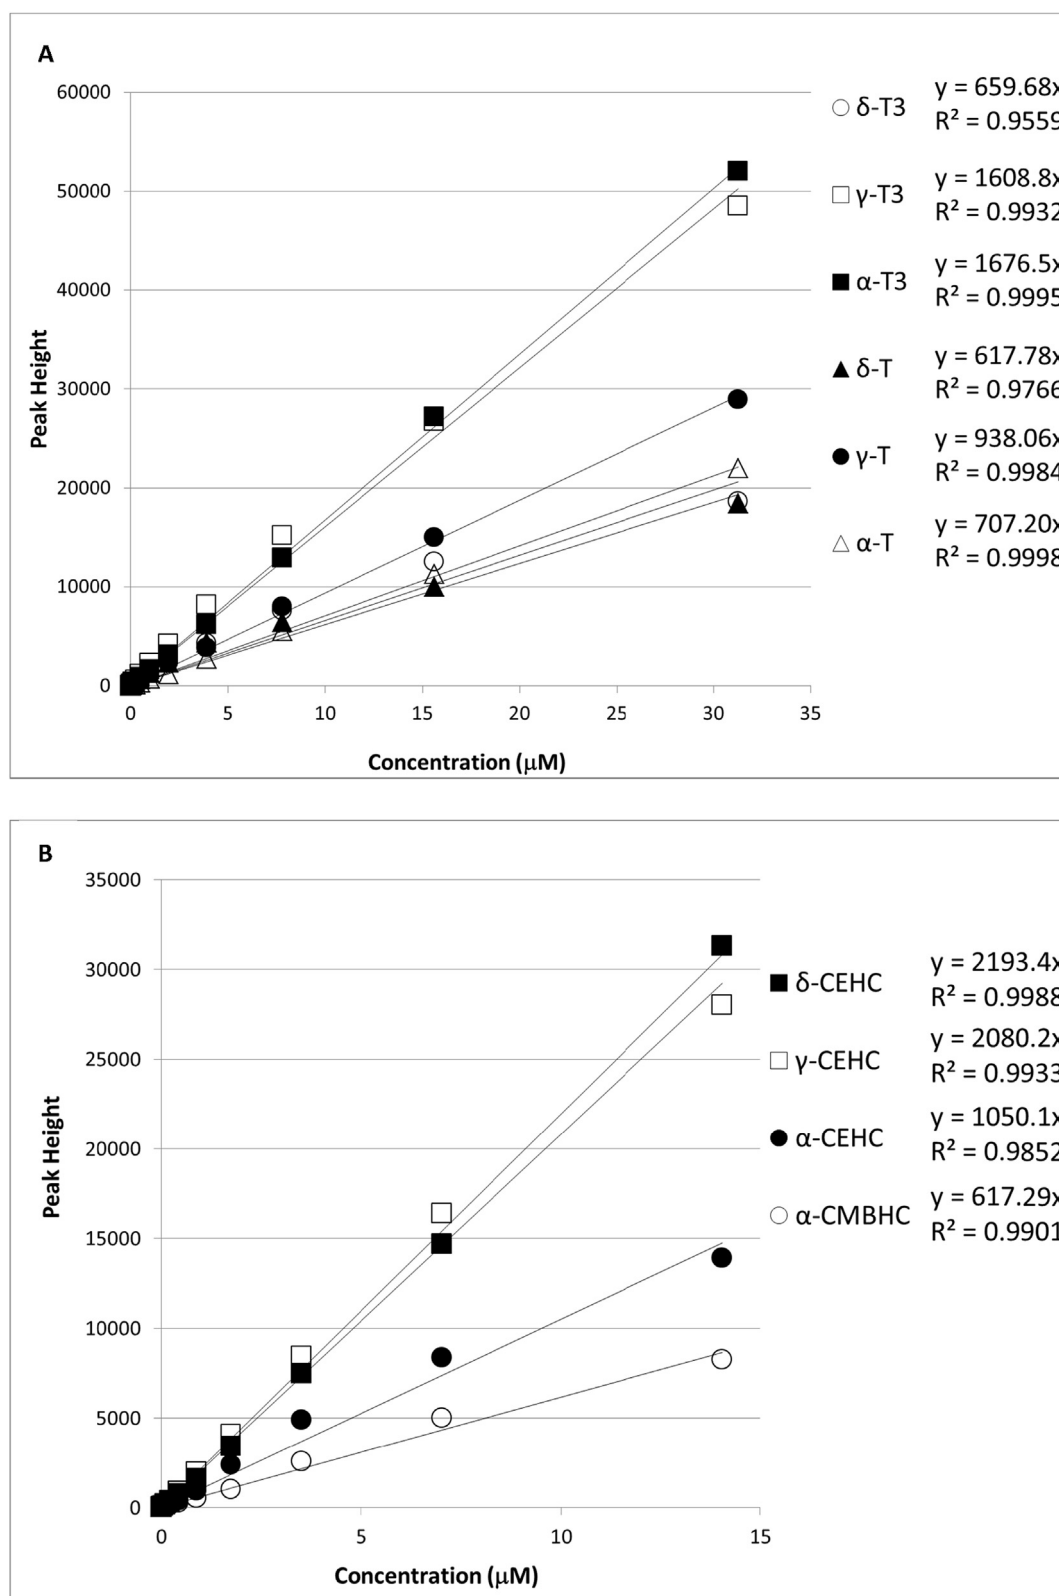 A
60000
50000
40000
30000
20000
10000
0
Peak Height
0 5 10 15 20 25 30 35
Concentration (μM)
δ-T3
y = 659.68x
R² = 0.9559
γ-T3
y = 1608.8x
R² = 0.9932
α-T3
y = 1676.5x
R² = 0.9995
δ-T
y = 617.78x
R² = 0.9766
γ-T
y = 938.06x
R² = 0.9984
α-T
y = 707.20x
R² = 0.9998
B
35000
30000
25000
20000
15000
10000
5000
0
Peak Height
0 5 10 15
Concentration (μM)
δ-CEHC
y = 2193.4x
R² = 0.9988
γ-CEHC
y = 2080.2x
R² = 0.9933
α-CEHC
y = 1050.1x
R² = 0.9852
α-CMBHC
y = 617.29x
R² = 0.9901